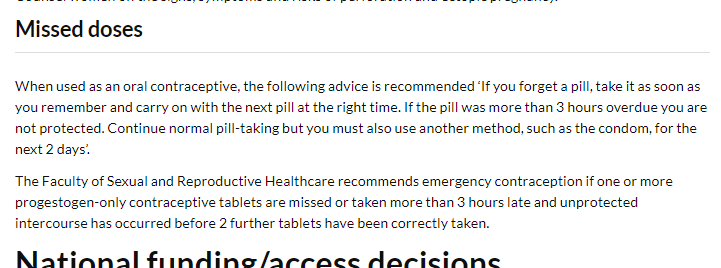 Missed doses
When used as an oral contraceptive, the following advice is recommended ‘If you forget a pill, take it as soon as
you remember and carry on with the next pill at the right time. If the pill was more than 3 hours overdue you are
not protected. Continue normal pill-taking but you must also use another method, such as the condom, for the
next 2 days’.
The Faculty of Sexual and Reproductive Healthcare recommends emergency contraception if one or more
progestogen-only contraceptive tablets are missed or taken more than 3 hours late and unprotected
intercourse has occurred before 2 further tablets have been correctly taken.
National funding/access decisions